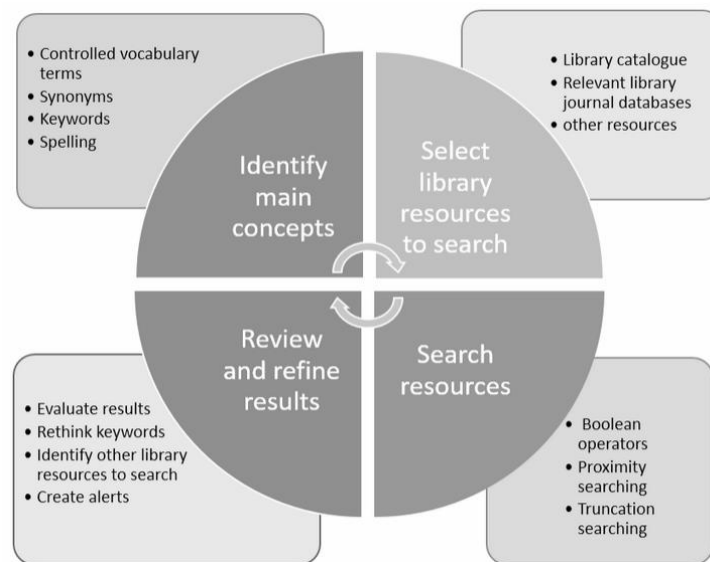 • Controlled vocabulary
terms
• Synonyms
• Keywords
• Spelling
Identify
main
concepts
Select
library
resources
to search
• Library catalogue
• Relevant library
journal databases
• other resources
Review
and refine
results
• Evaluate results
• Rethink keywords
• Identify other library
resources to search
• Create alerts
Search
resources
• Boolean
operators
• Proximity
searching
• Truncation
searching